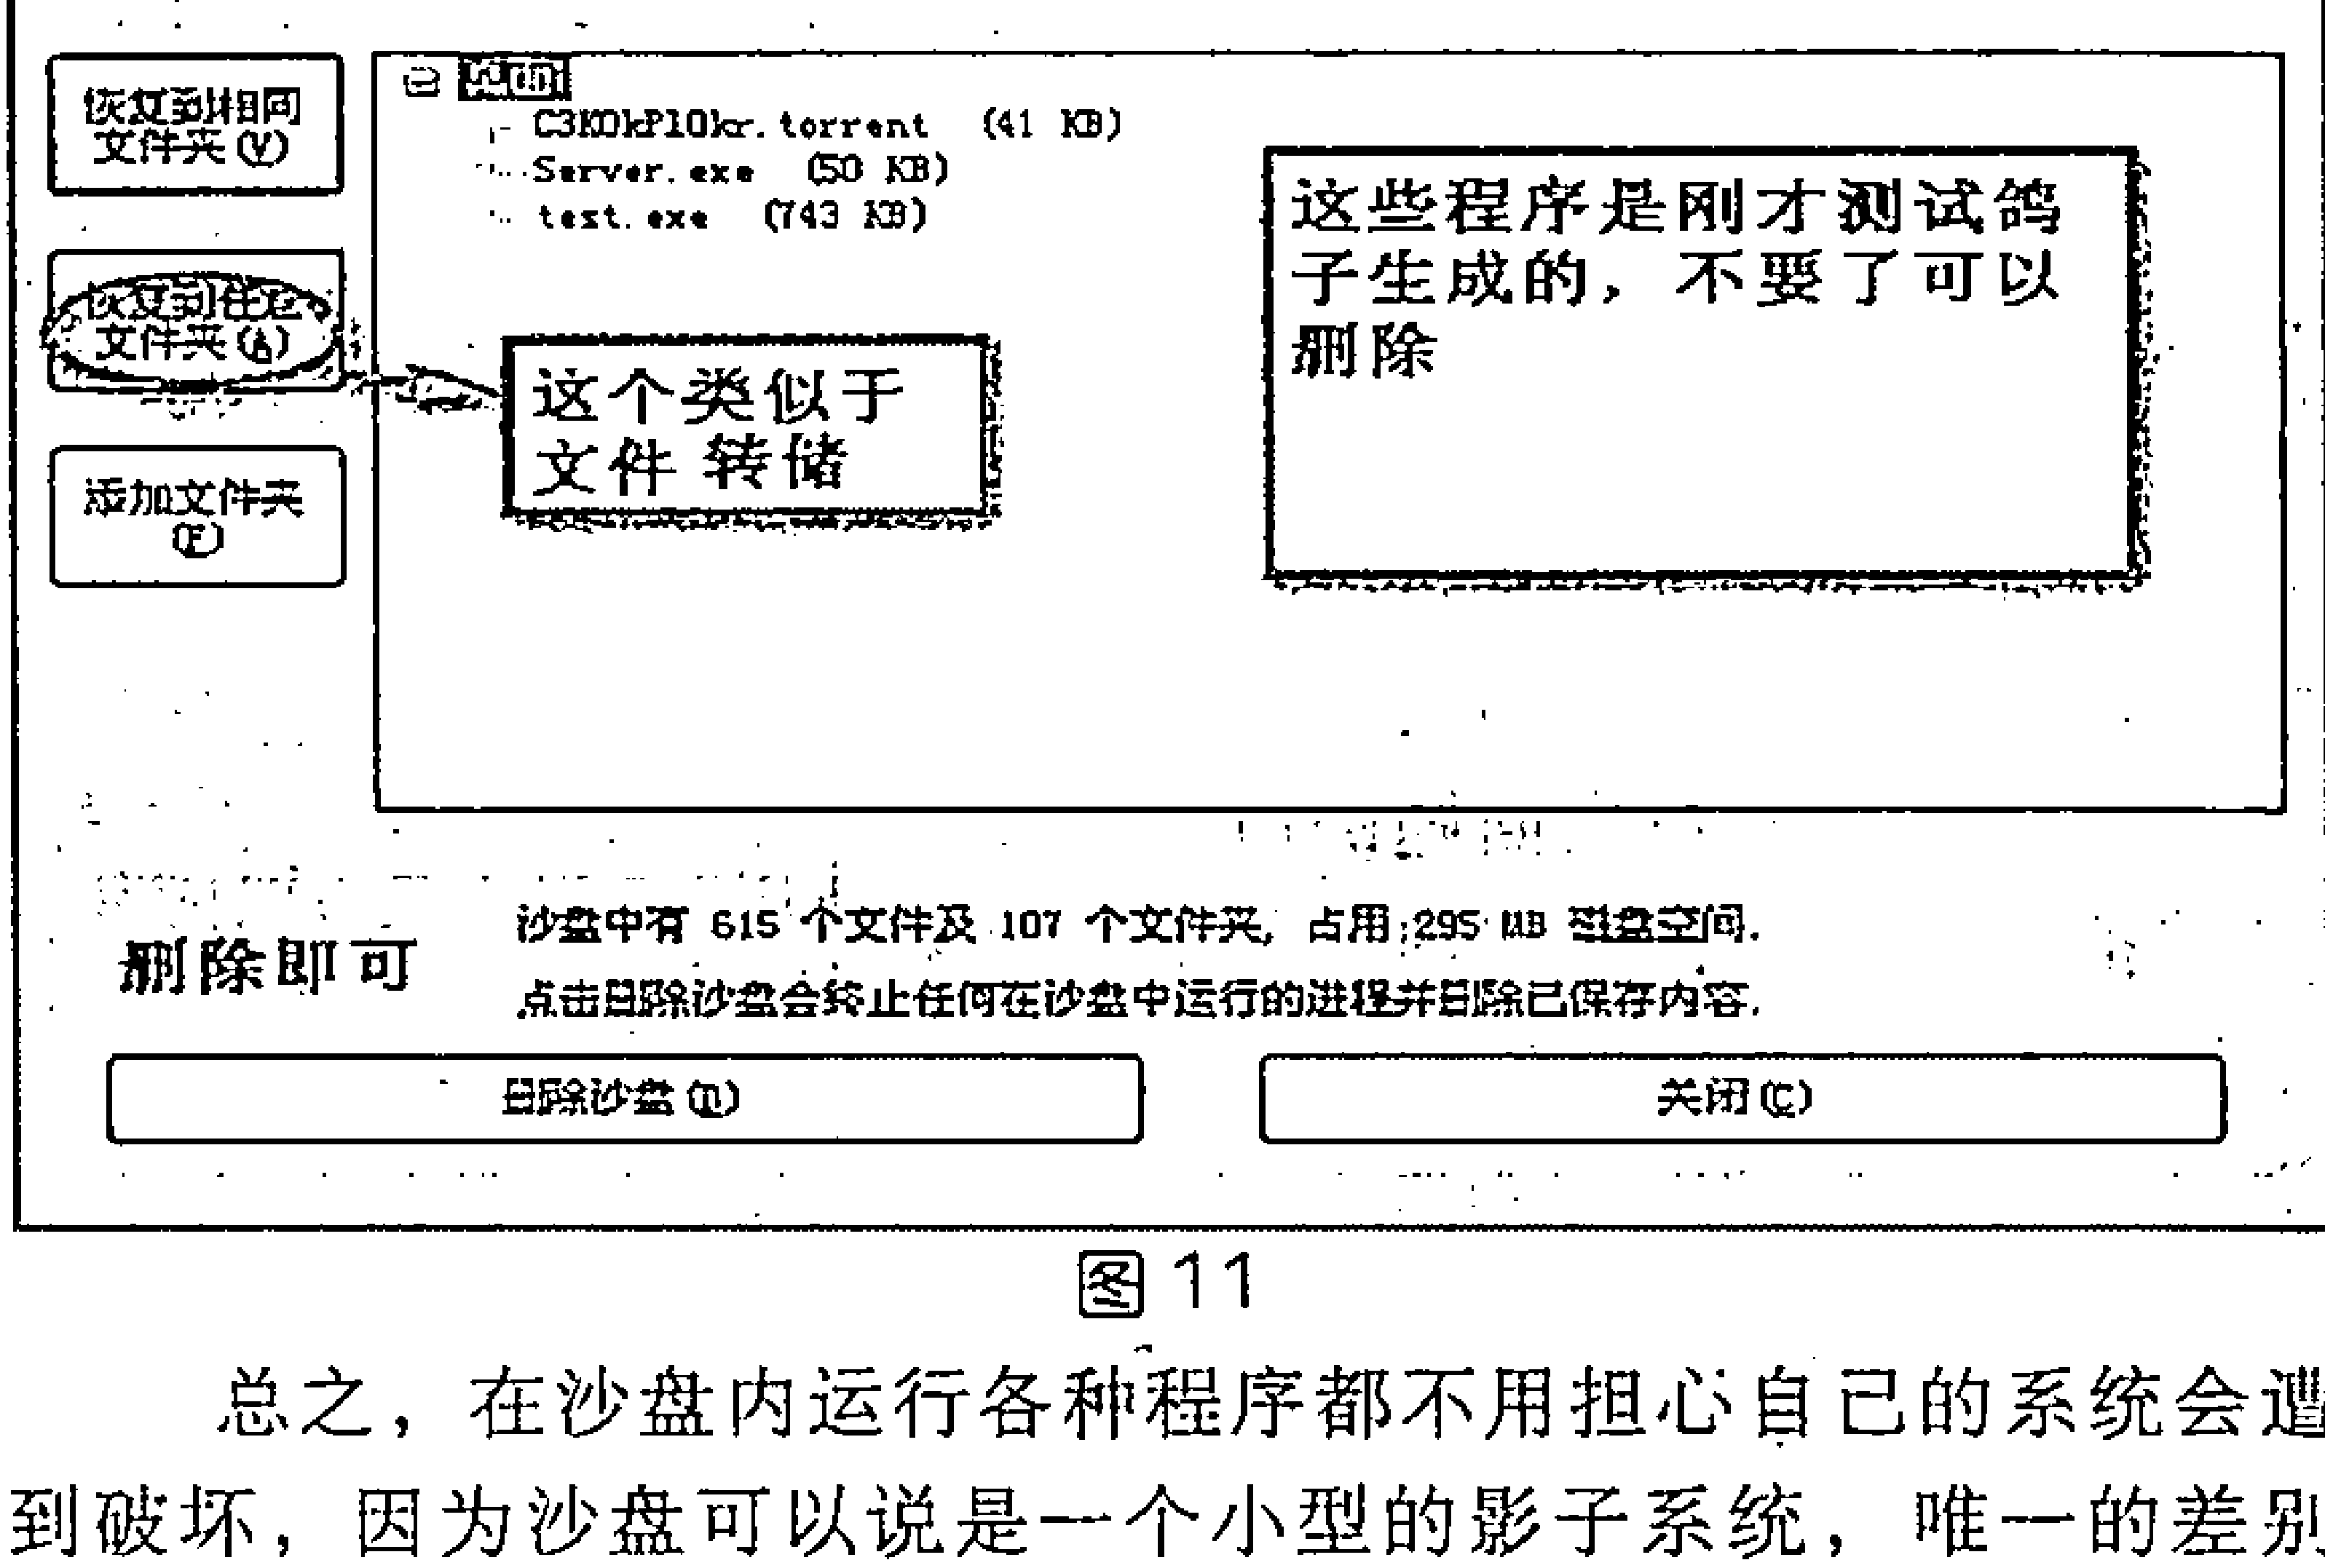 恢复到相同
文件夹(V)
桌面
C3KOkPlOkr.torrent (41 KB)
Server.exe (50 KB)
test.exe (743 KB)
这些程序是刚才测试鸽
子生成的，不要了可以
删除
恢复到任意
文件夹(A)
这个类似于
文件 转储
添加文件夹
(F)
删除即可
沙盘中有 615 个文件及 107 个文件夹, 占用 295 MB 磁盘空间.
点击删除沙盘会终止任何在沙盘中运行的进程并删除已保存内容.
删除沙盘(D)
关闭(C)
图 11
总之，在沙盘内运行各种程序都不用担心自己的系统会遭
到破坏，因为沙盘可以说是一个小型的影子系统，唯一的差别